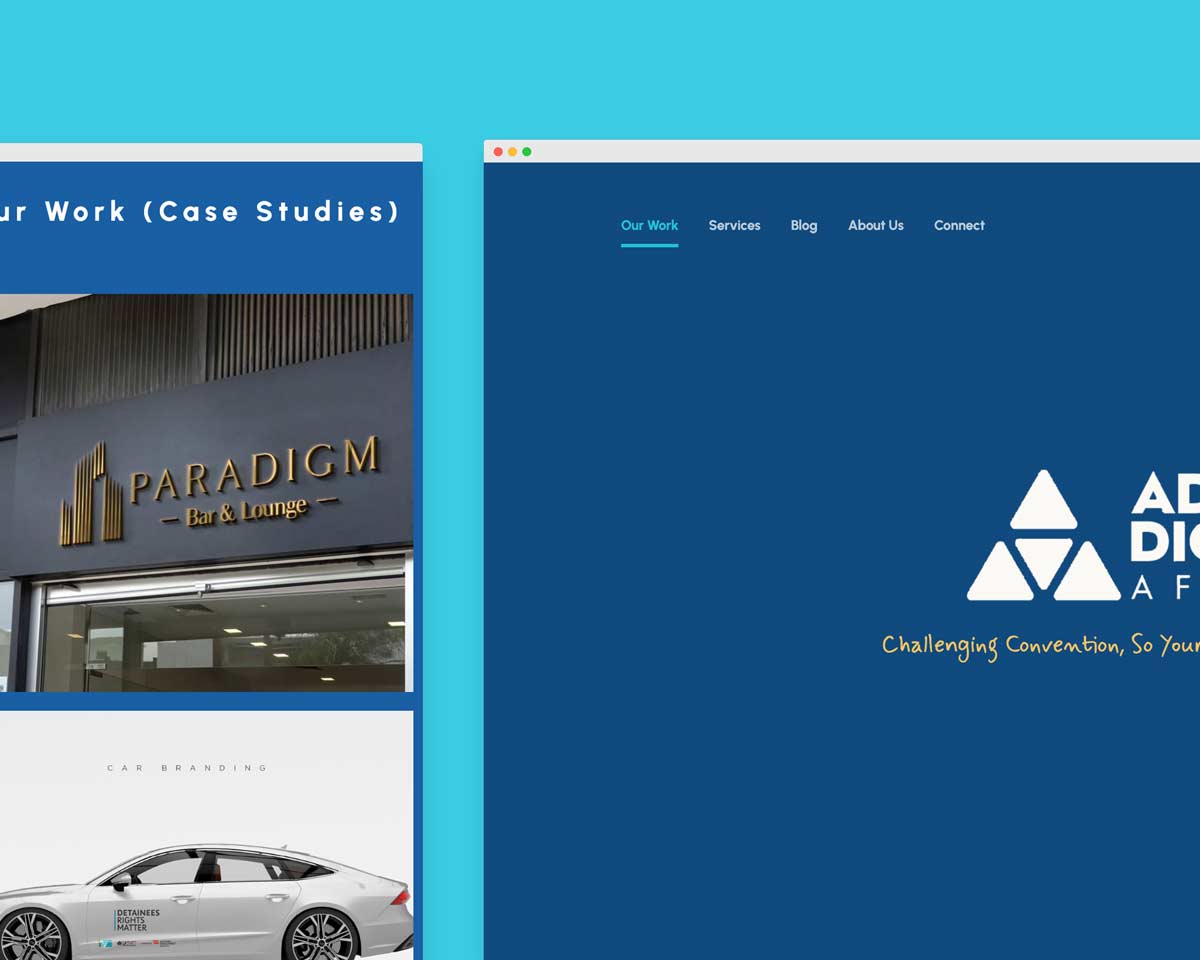 ur Work (Case Studies)
PARADIGM
Bar & Lounge
CAR BRANDING
DETAINEES
RIGHTS
MATTER
Our Work Services Blog About Us Connect
AD
DIG
AF
Challenging Convention, So Your